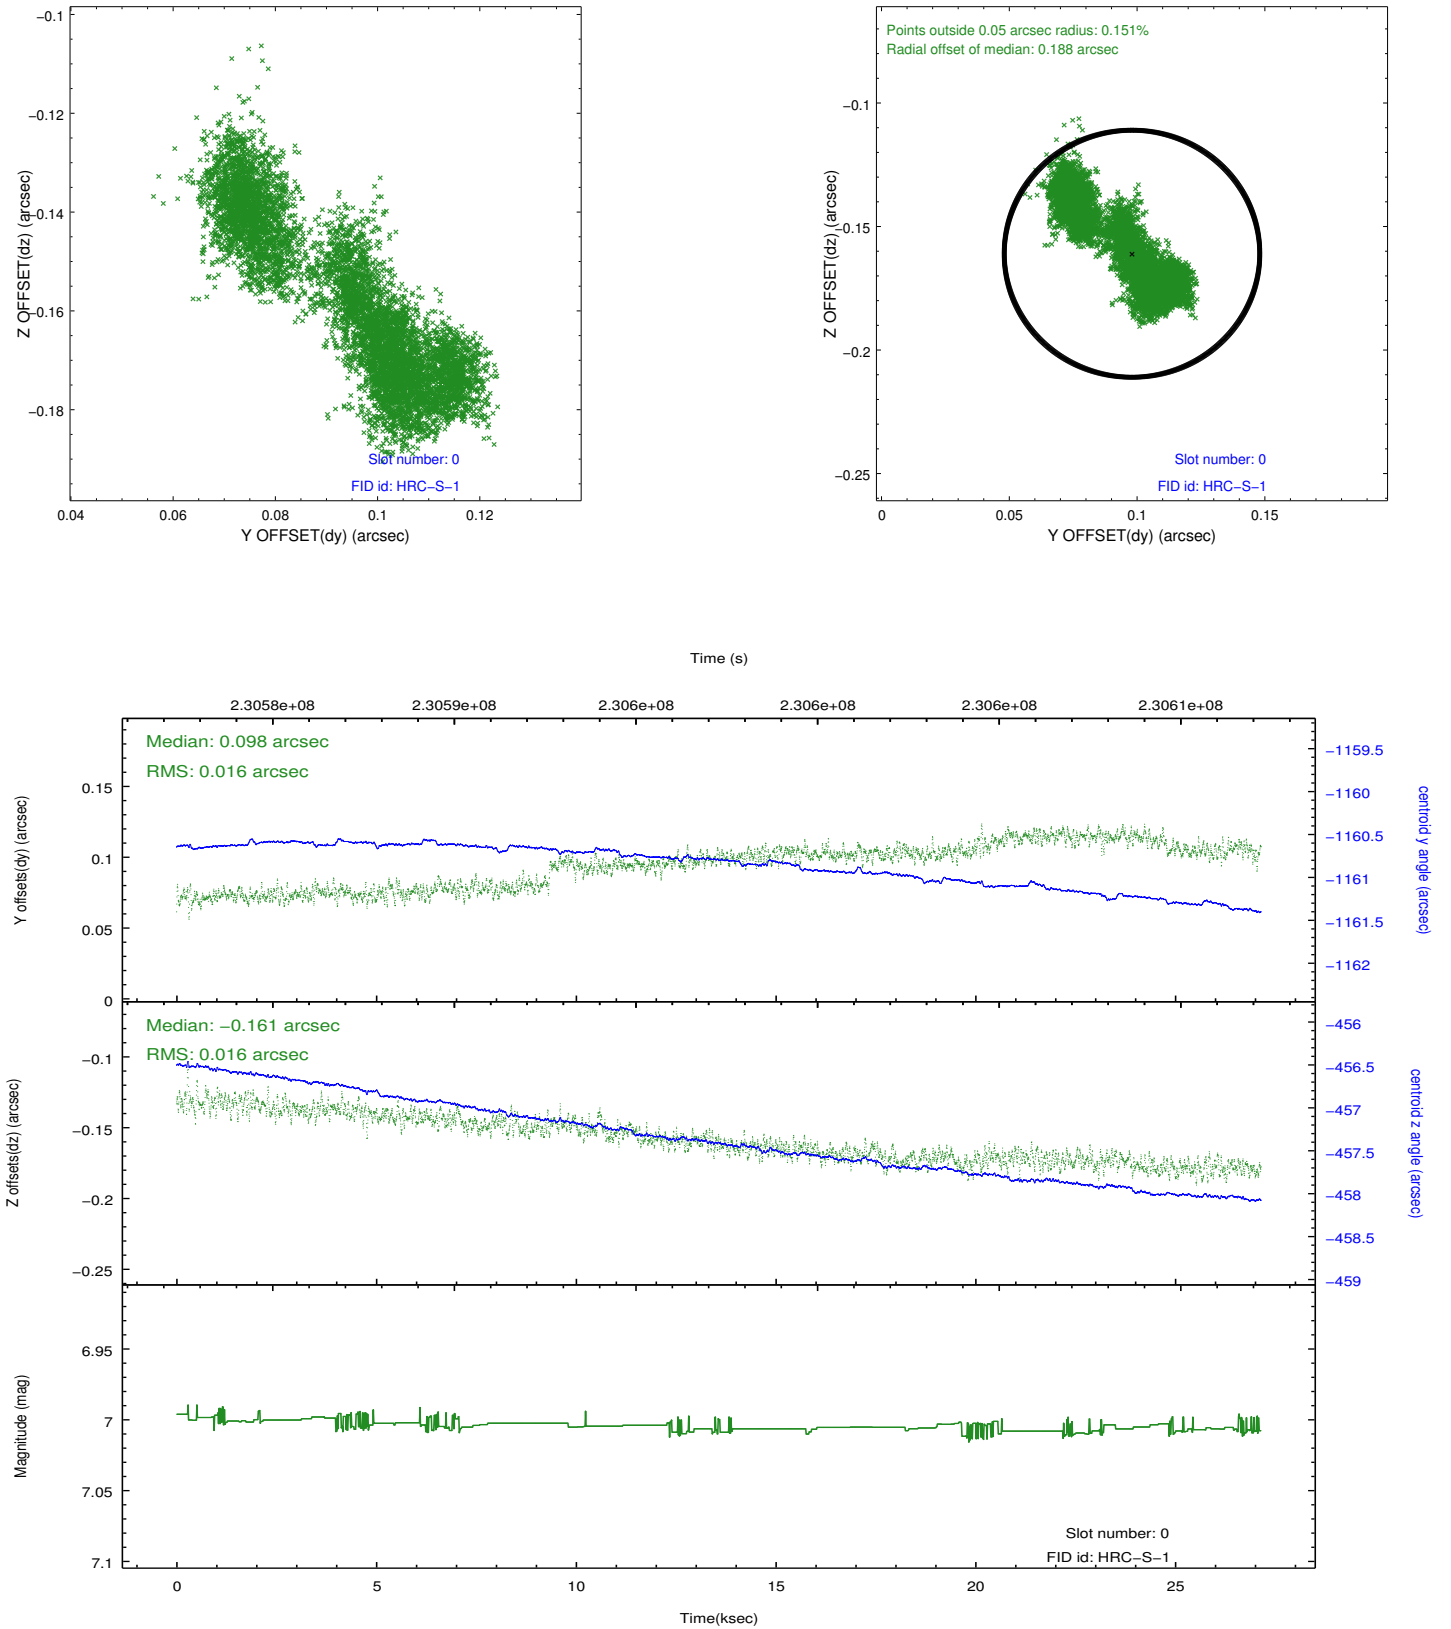 −0.1
−0.12
−0.14
−0.16
−0.18
Z OFFSET(dz) (arcsec)
0.04
0.06
0.08
0.1
0.12
Y OFFSET(dy) (arcsec)
Slot number: 0
FID id: HRC−S−1
Points outside 0.05 arcsec radius: 0.151%
Radial offset of median: 0.188 arcsec
−0.1
−0.15
−0.2
−0.25
Z OFFSET(dz) (arcsec)
0
0.05
0.1
0.15
Y OFFSET(dy) (arcsec)
Slot number: 0
FID id: HRC−S−1
Time (s)
2.3058e+08
2.3059e+08
2.306e+08
2.306e+08
2.306e+08
2.3061e+08
Median: 0.098 arcsec
RMS: 0.016 arcsec
0.15
0.1
0.05
0
Y offsets(dy) (arcsec)
−1159.5
−1160
−1160.5
−1161
−1161.5
−1162
centroid y angle (arcsec)
Median: −0.161 arcsec
RMS: 0.016 arcsec
−0.1
−0.15
−0.2
−0.25
Z offsets(dz) (arcsec)
−456
−456.5
−457
−457.5
−458
−458.5
−459
centroid z angle (arcsec)
6.95
7
7.05
7.1
Magnitude (mag)
Slot number: 0
FID id: HRC−S−1
0
5
10
15
20
25
Time(ksec)